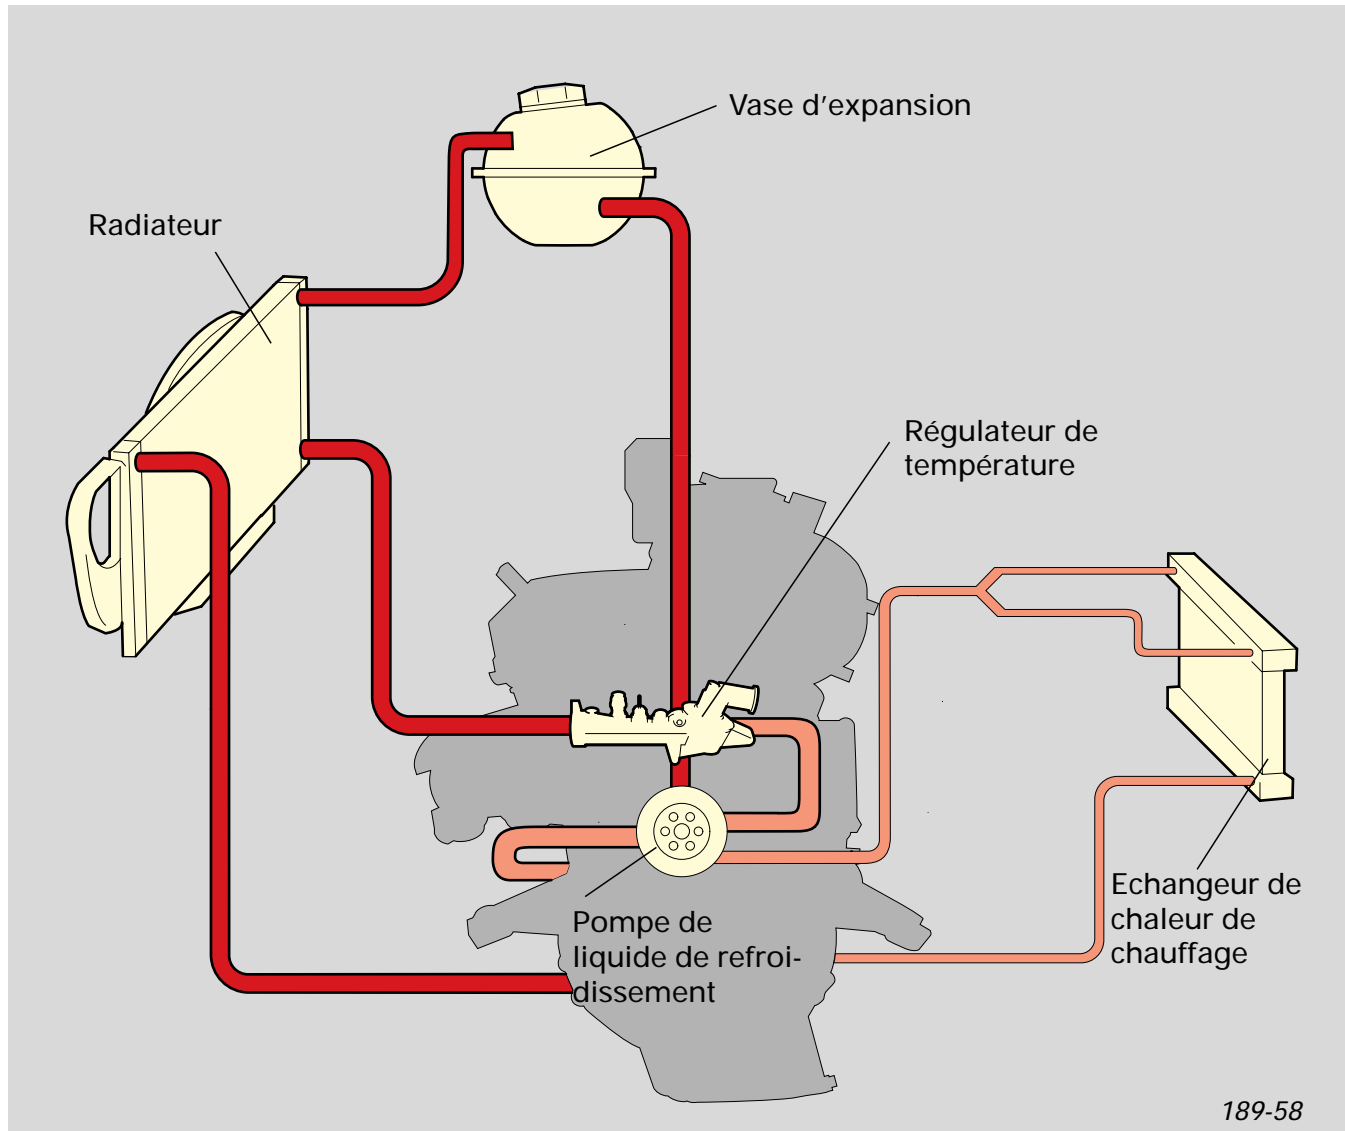 Vase d'expansion
Radiateur
Régulateur de
température
Echangeur de
chaleur de
chauffage
Pompe de
liquide de refroi-
dissement
189-58